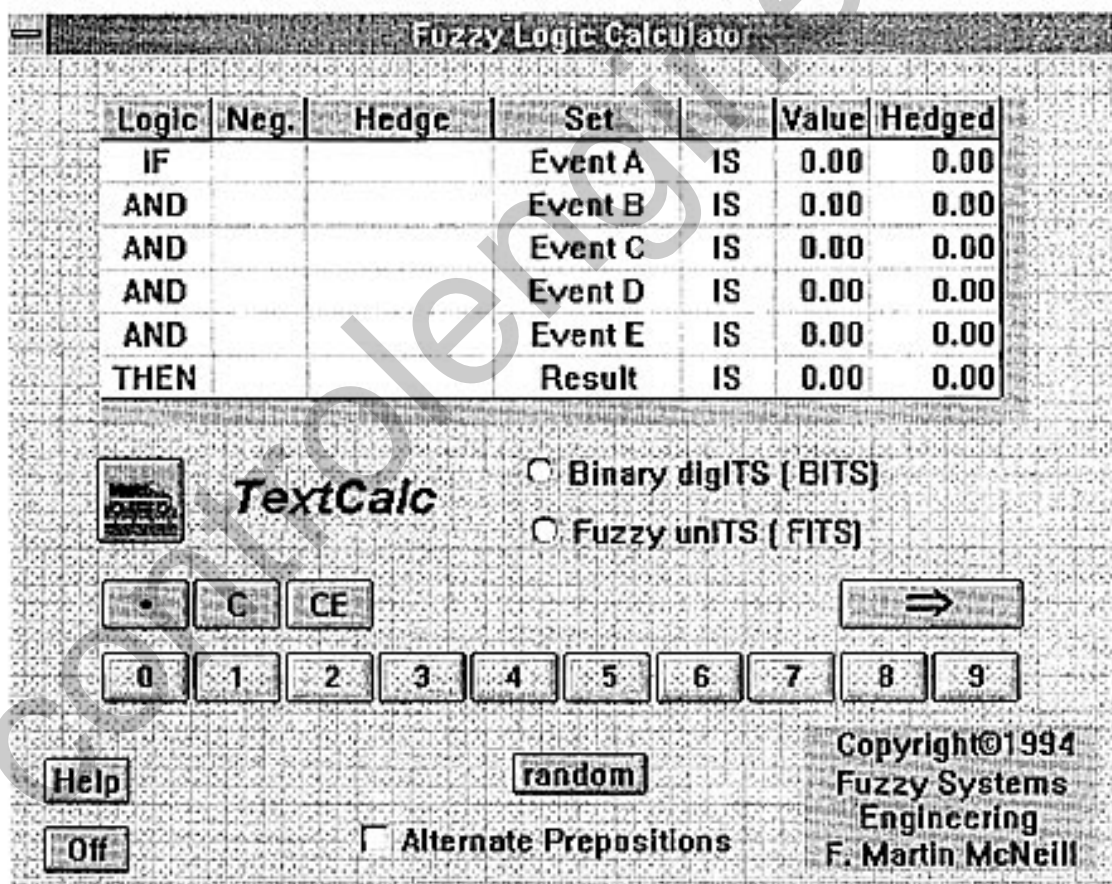 Fuzzy Logic Calculator
Logic Neg. Hedge Set Value Hedged
IF Event A IS 0.00 0.00
AND Event B IS 0.00 0.00
AND Event C IS 0.00 0.00
AND Event D IS 0.00 0.00
AND Event E IS 0.00 0.00
THEN Result IS 0.00 0.00
TextCalc
Binary digITS ( BITS)
Fuzzy unITS ( FITS)
• C CE ⇒
0 1 2 3 4 5 6 7 8 9
Help
random
Off
Alternate Prepositions
Copyright©1994
Fuzzy Systems
Engineering
F. Martin McNeill
controlengine